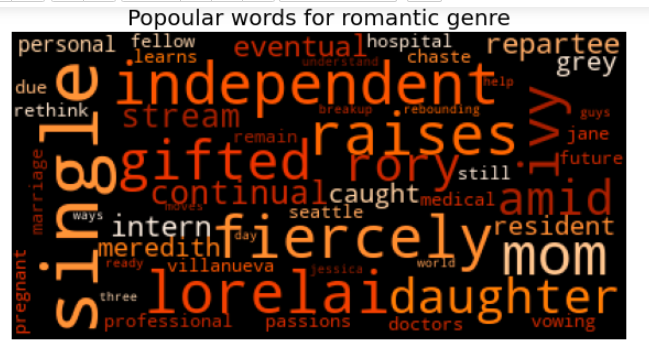 Popoular words for romantic genre
personal fellow eventual hospital repartee
learns understand chaste grey
due independent help
rethink stream breakup rebounding ivy guys
single remain raises jane
marriage gifted rory still future
continual caught medical amid
moves seattle
ways intern fiercely resident
meredith day mom
pregnant ready villanueva jessica world
three lorelai daughter
professional passions doctors vowing